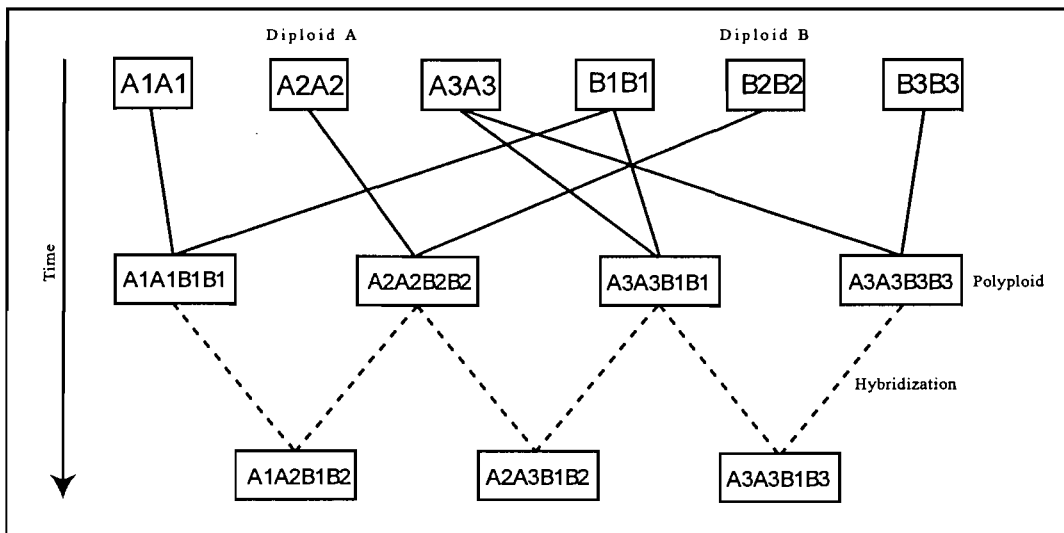 Diploid A Diploid B
A1A1 A2A2 A3A3 B1B1 B2B2 B3B3
Time
A1A1B1B1 A2A2B2B2 A3A3B1B1 A3A3B3B3 Polyploid
Hybridization
A1A2B1B2 A2A3B1B2 A3A3B1B3